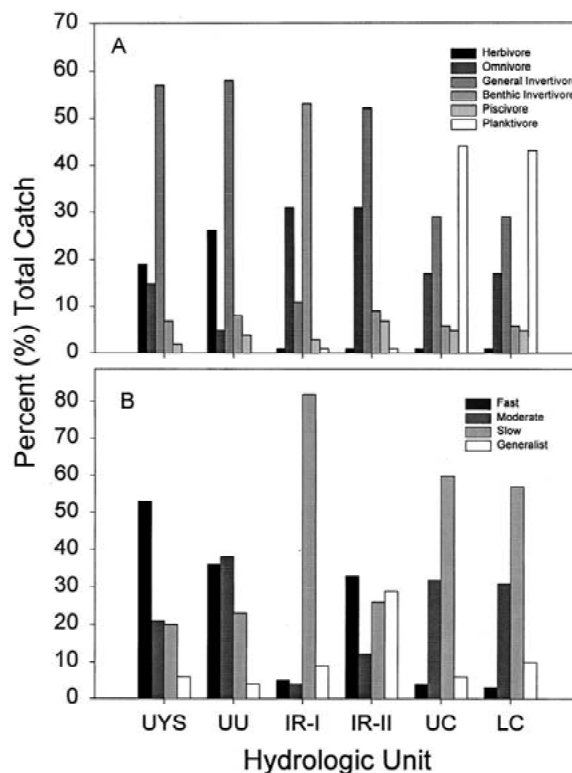 Percent (%) Total Catch
A
70
60
50
40
30
20
10
0
Herbivore
Omnivore
General Invertivore
Benthic Invertivore
Piscivore
Planktivore
B
80
70
60
50
40
30
20
10
0
Fast
Moderate
Slow
Generalist
UYS UU IR-I IR-II UC LC
Hydrologic Unit